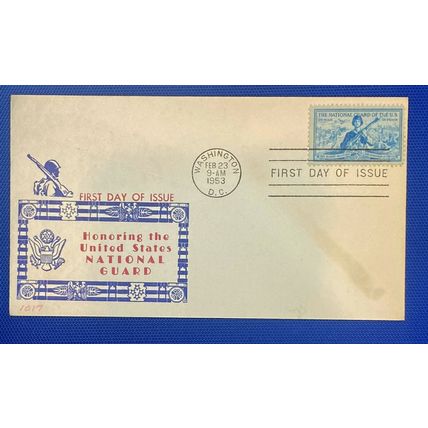 FIRST DAY OF ISSUE
Honoring the
United States
NATIONAL
GUARD
1017
WASHINGTON
FEB 23
9-AM
1953
D.C.
THE NATIONAL GUARD OF THE U.S.
FIRST DAY OF ISSUE